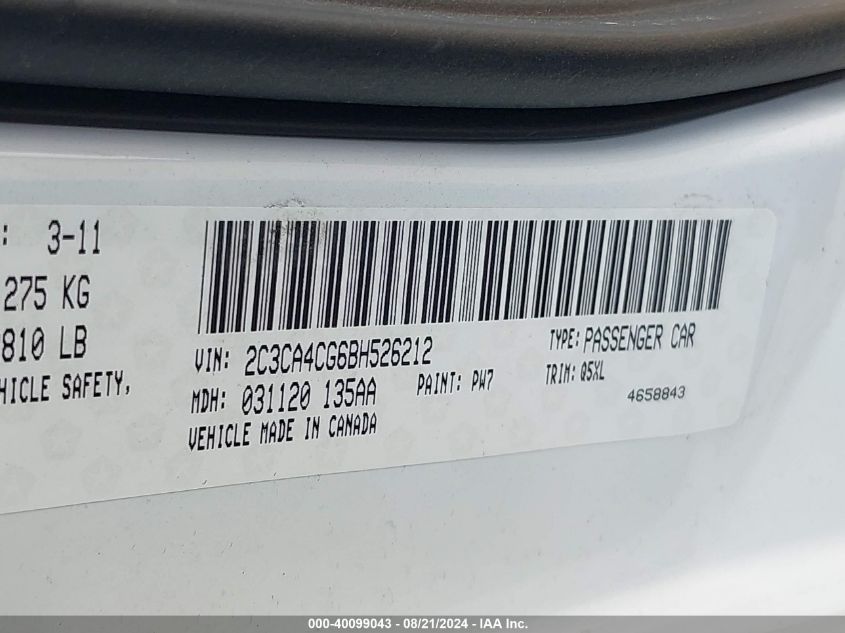 : 3-11
275 KG
810 LB
HICLE SAFETY,
VIN: 2C3CA4CG6BH526212
TYPE: PASSENGER CAR
MDH: 031120 135AA
PAINT: PW7
TRIM: Q5XL
4658843
VEHICLE MADE IN CANADA
000-40099043 - 08/21/2024 - IAA Inc.